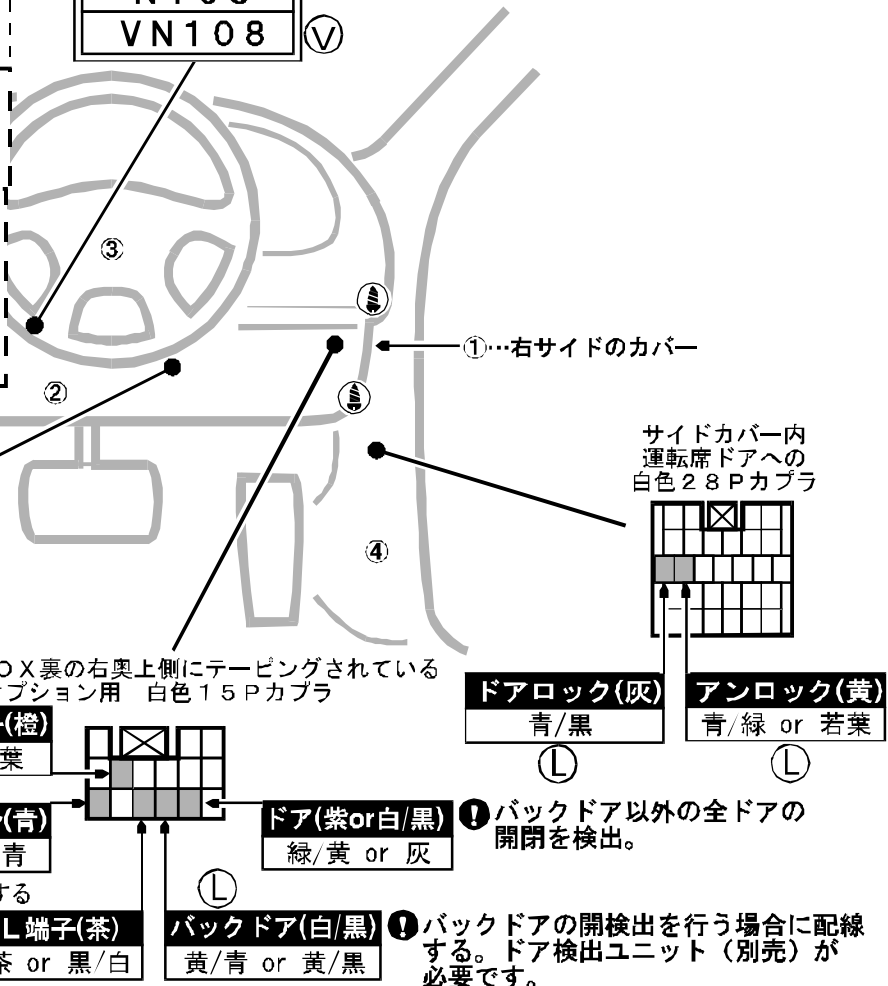 VN108
Ⓥ
③
①…右サイドのカバー
②
サイドカバー内
運転席ドアへの
白色28Pカプラ
④
OX裏の右奥上側にテーピングされている
プション用 白色15Pカプラ
ドアロック(灰)
青/黒
Ⓛ
アンロック(黄)
青/緑 or 若葉
Ⓛ
(橙)
葉
(青)
青
する
ドア(紫or白/黒)
緑/黄 or 灰
!バックドア以外の全ドアの
開閉を検出。
Ⓛ
L端子(茶)
茶 or 黒/白
バックドア(白/黒)
黄/青 or 黄/黒
!バックドアの開検出を行う場合に配線
する。ドア検出ユニット(別売)が
必要です。